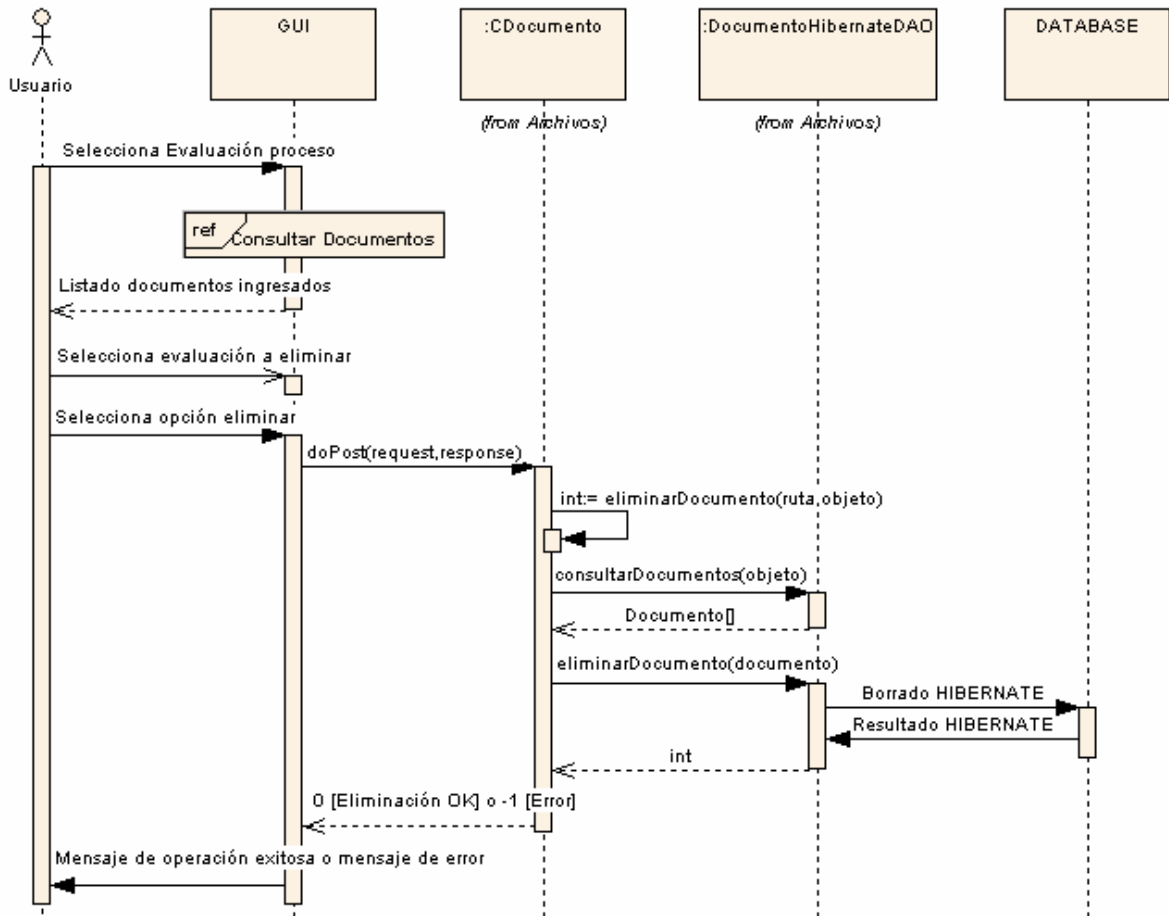 Usuario
GUI
:CDocumento
:DocumentoHibernateDAO
DATABASE
(from Archivos)
(from Archivos)
Selecciona Evaluación proceso
ref
Consultar Documentos
Listado documentos ingresados
Selecciona evaluación a eliminar
Selecciona opción eliminar
doPost(request,response)
int:= eliminarDocumento(ruta,objeto)
consultarDocumentos(objeto)
Documento[]
eliminarDocumento(documento)
Borrado HIBERNATE
Resultado HIBERNATE
int
0 [Eliminación OK] o -1 [Error]
Mensaje de operación exitosa o mensaje de error